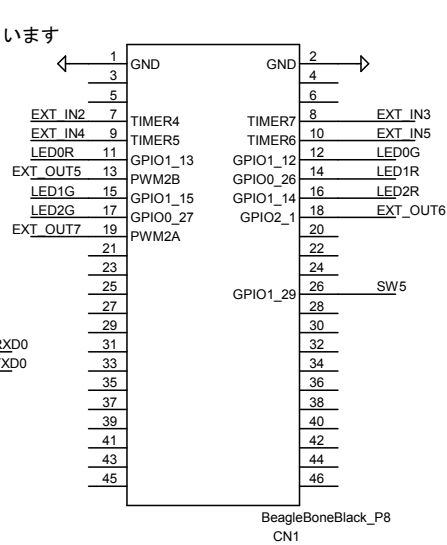 います
1 GND GND 2
3 4
5 6
EXT_IN2 7 TIMER4 TIMER7 8 EXT_IN3
EXT_IN4 9 TIMER5 TIMER6 10 EXT_IN5
LED0R 11 GPIO1_13 GPIO1_12 12 LED0G
EXT_OUT5 13 PWM2B GPIO0_26 14 LED1R
LED1G 15 GPIO1_15 GPIO1_14 16 LED2R
LED2G 17 GPIO0_27 GPIO2_1 18 EXT_OUT6
EXT_OUT7 19 PWM2A 20
21 22
23 24
25 GPIO1_29 26 SW5
27 28
29 30
RXD0 31 32
XD0 33 34
35 36
37 38
39 40
41 42
43 44
45 46
BeagleBoneBlack_P8
CN1